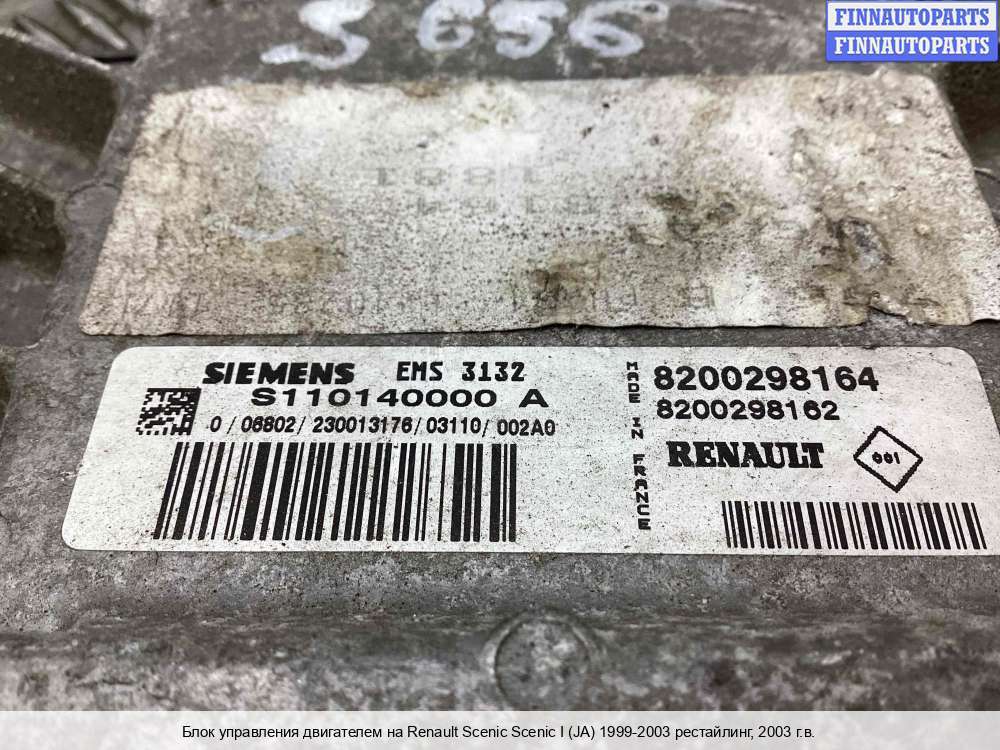 FINNAUTOPARTS
FINNAUTOPARTS
S 656
SIEMENS EMS 3132
S110140000 A
0 / 06802 / 230013176 / 03110 / 002A0
MADE IN FRANCE
8200298164
8200298162
RENAULT 001
Блок управления двигателем на Renault Scenic Scenic I (JA) 1999-2003 рестайлинг, 2003 г.в.